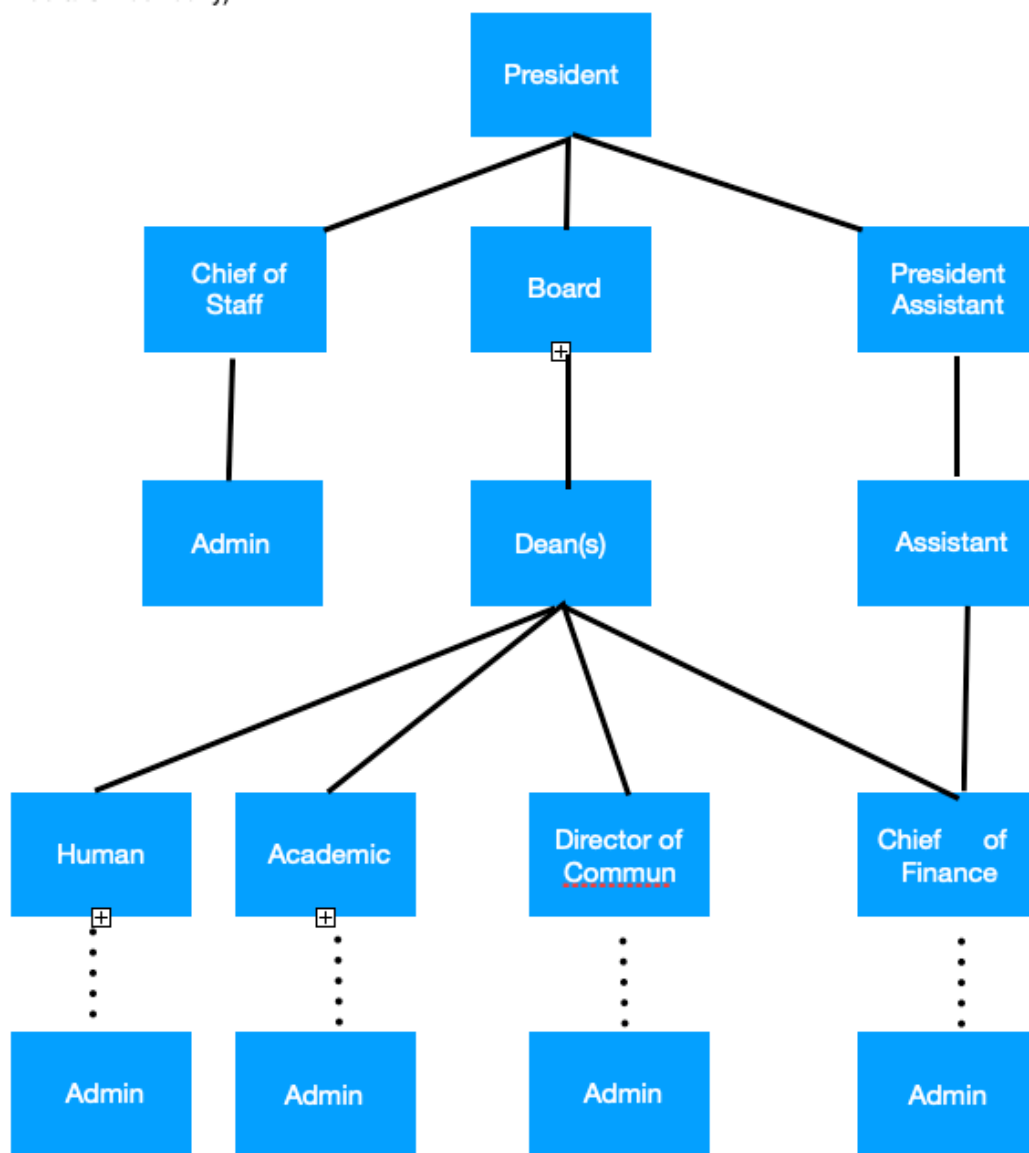 President
Chief of
Staff
Board
President
Assistant
Admin
Dean(s)
Assistant
Human
Academic
Director of
Commun
Chief of
Finance
Admin
Admin
Admin
Admin